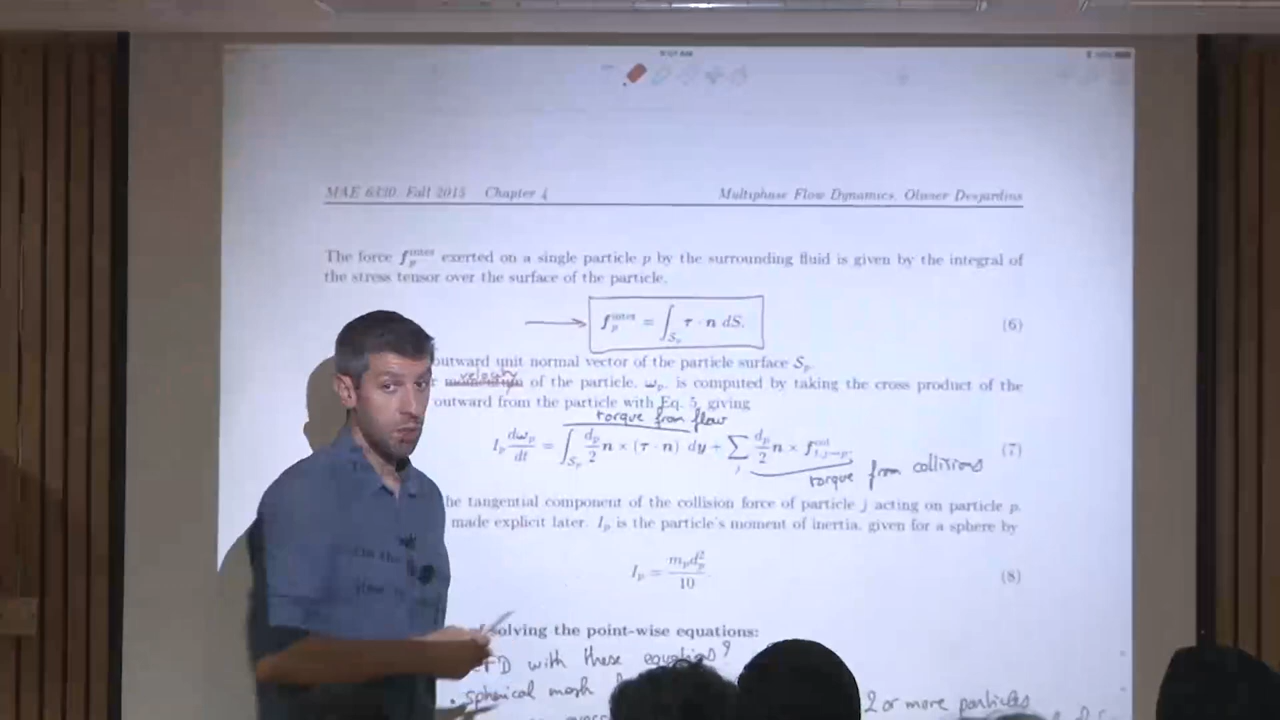 MAE 6430, Fall 2015 Chapter 4 Multiphase Flow Dynamics, Olivier Desjardins
The force f_p^inter exerted on a single particle p by the surrounding fluid is given by the integral of
the stress tensor over the surface of the particle.
f_p^inter = ∫_{S_p} τ · n dS. (6)
outward unit normal vector of the particle surface S_p.
velocity
momentum of the particle, ω_p, is computed by taking the cross product of the
outward from the particle with Eq. 5, giving
torque from flow
I_p dω_p/dt = ∫_{S_p} d_p/2 n × (τ · n) dy + ∑_j d_p/2 n × f_{t,j→p}^col (7)
torque from collisions
the tangential component of the collision force of particle j acting on particle p,
made explicit later. I_p is the particle's moment of inertia, given for a sphere by
I_p = m_p d_p^2 / 10 (8)
solving the point-wise equations:
CFD with these equations?
• spherical mesh 2 or more particles